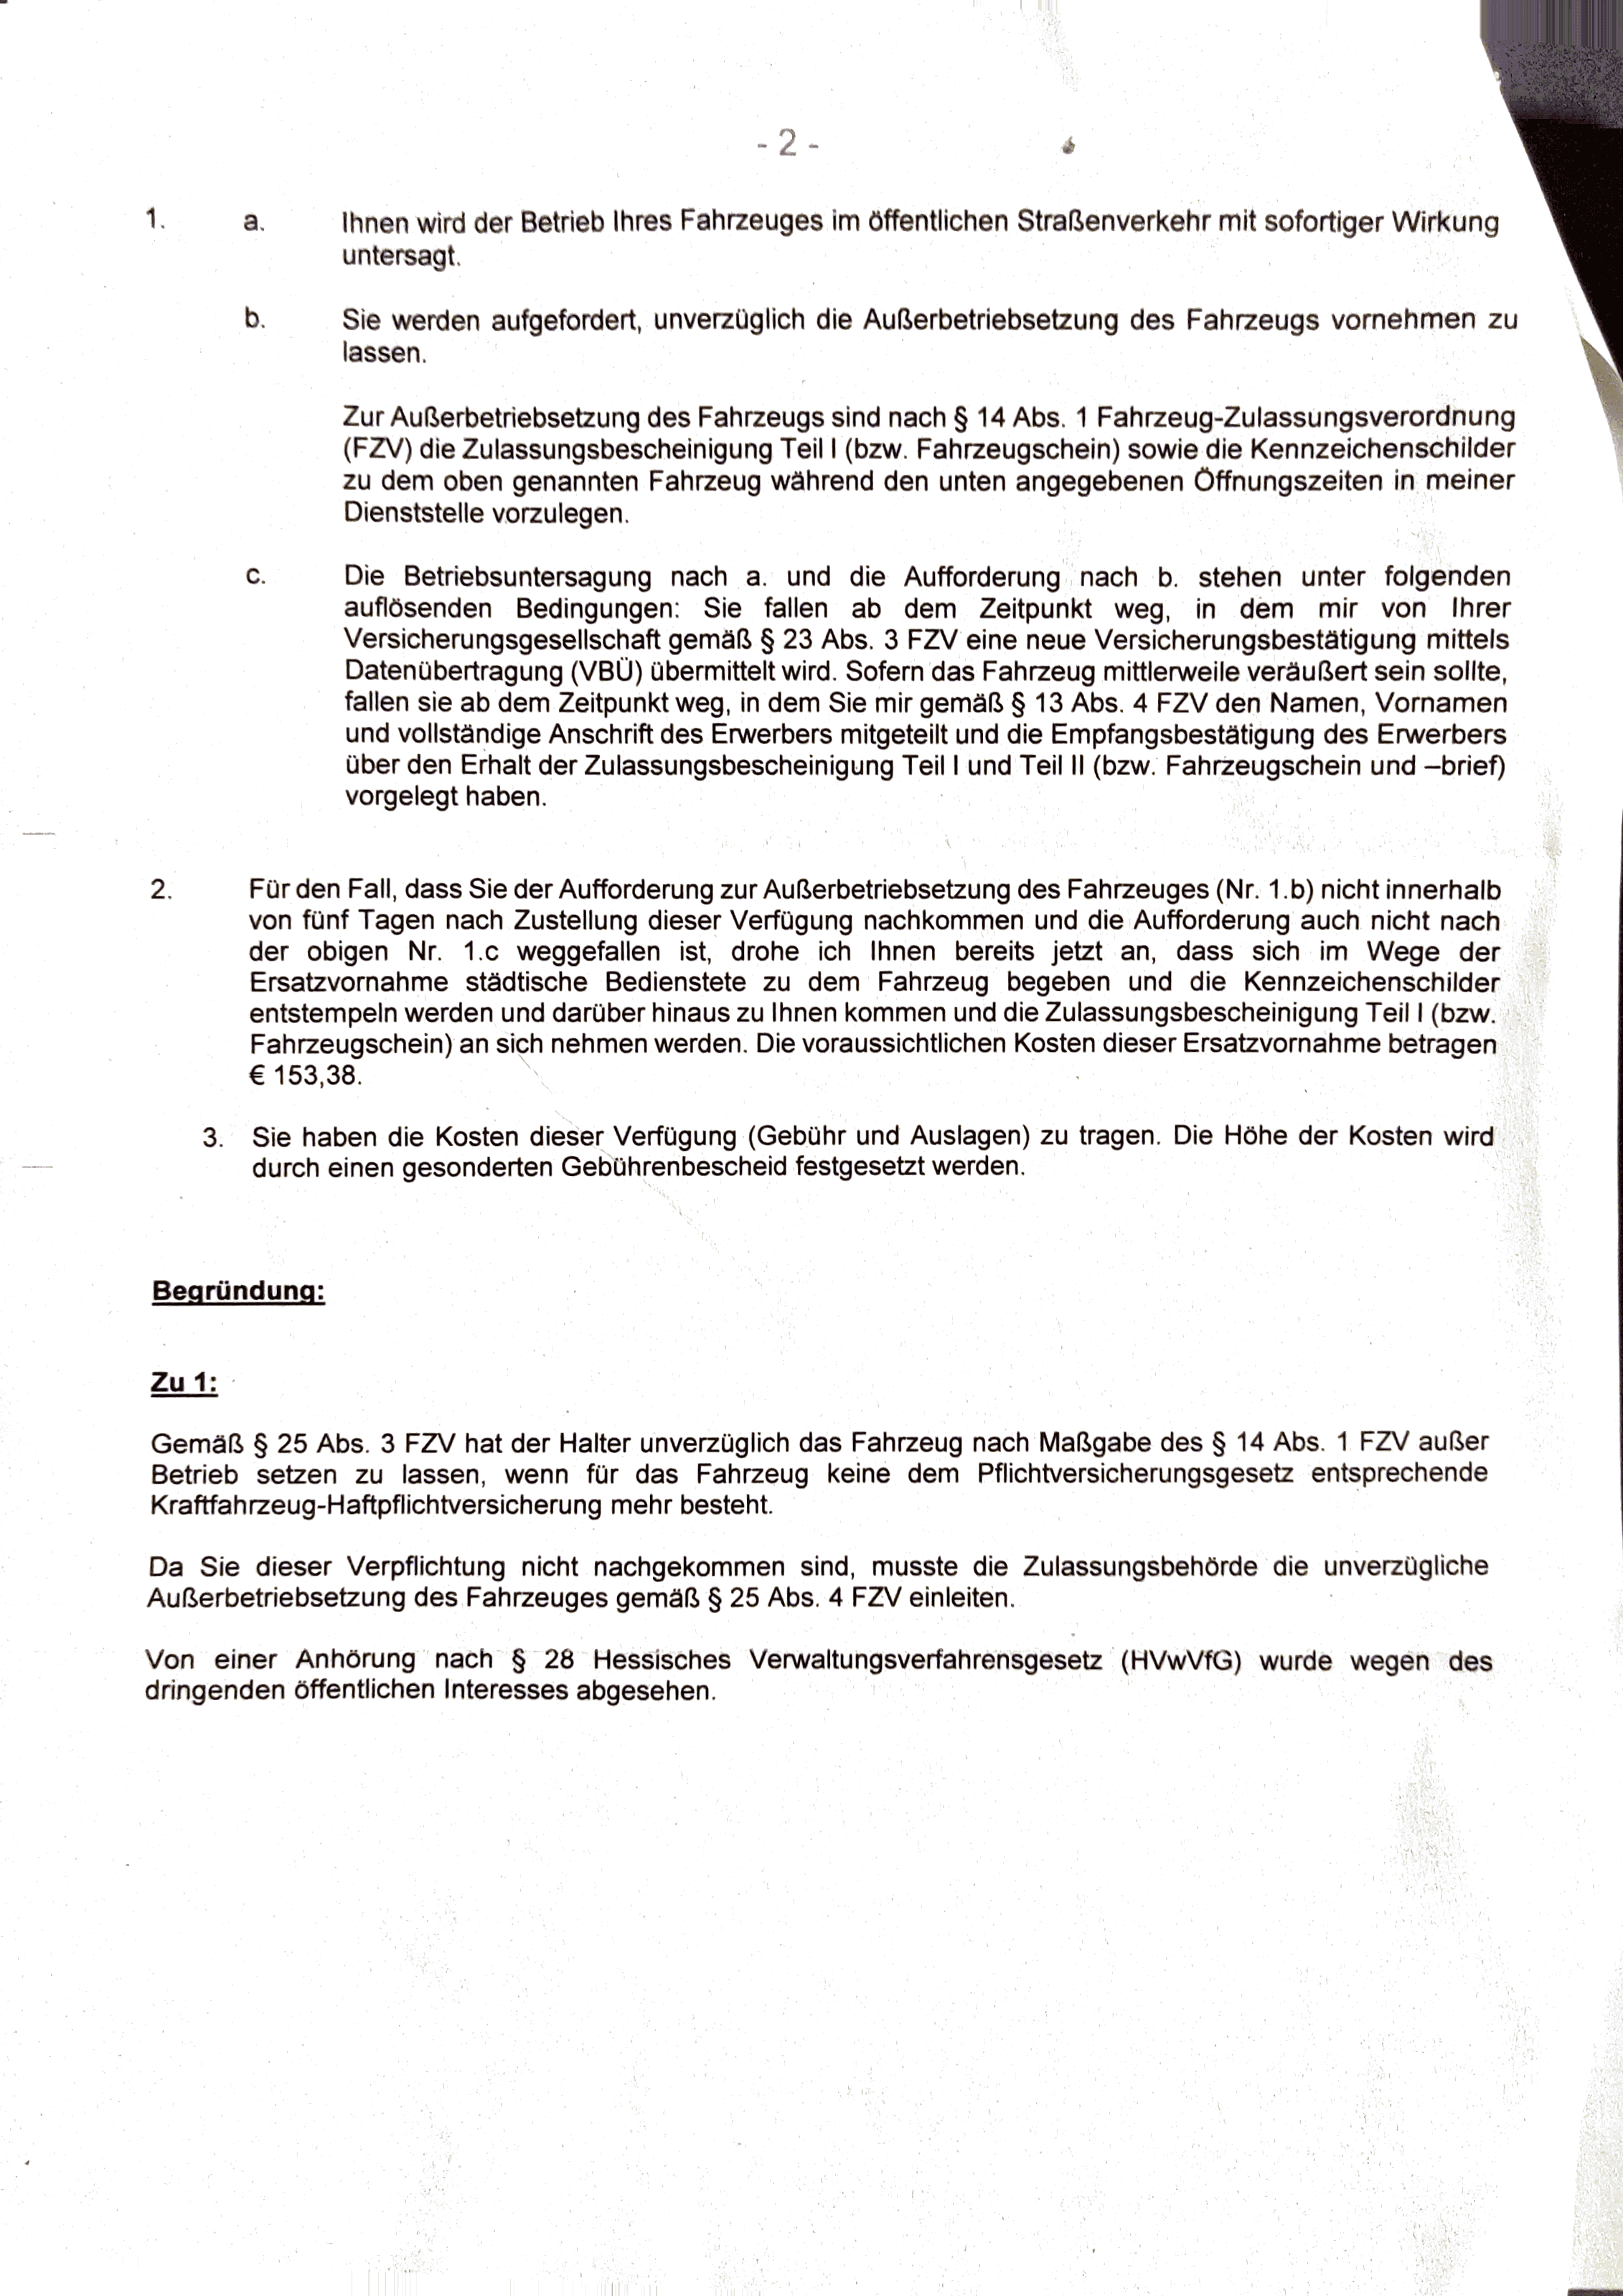 - 2 -
1. a. Ihnen wird der Betrieb Ihres Fahrzeuges im öffentlichen Straßenverkehr mit sofortiger Wirkung
untersagt.
b. Sie werden aufgefordert, unverzüglich die Außerbetriebsetzung des Fahrzeugs vornehmen zu
lassen.
Zur Außerbetriebsetzung des Fahrzeugs sind nach § 14 Abs. 1 Fahrzeug-Zulassungsverordnung
(FZV) die Zulassungsbescheinigung Teil I (bzw. Fahrzeugschein) sowie die Kennzeichenschilder
zu dem oben genannten Fahrzeug während den unten angegebenen Öffnungszeiten in meiner
Dienststelle vorzulegen.
c. Die Betriebsuntersagung nach a. und die Aufforderung nach b. stehen unter folgenden
auflösenden Bedingungen: Sie fallen ab dem Zeitpunkt weg, in dem mir von Ihrer
Versicherungsgesellschaft gemäß § 23 Abs. 3 FZV eine neue Versicherungsbestätigung mittels
Datenübertragung (VBÜ) übermittelt wird. Sofern das Fahrzeug mittlerweile veräußert sein sollte,
fallen sie ab dem Zeitpunkt weg, in dem Sie mir gemäß § 13 Abs. 4 FZV den Namen, Vornamen
und vollständige Anschrift des Erwerbers mitgeteilt und die Empfangsbestätigung des Erwerbers
über den Erhalt der Zulassungsbescheinigung Teil I und Teil II (bzw. Fahrzeugschein und –brief)
vorgelegt haben.
2. Für den Fall, dass Sie der Aufforderung zur Außerbetriebsetzung des Fahrzeuges (Nr. 1.b) nicht innerhalb
von fünf Tagen nach Zustellung dieser Verfügung nachkommen und die Aufforderung auch nicht nach
der obigen Nr. 1.c weggefallen ist, drohe ich Ihnen bereits jetzt an, dass sich im Wege der
Ersatzvornahme städtische Bedienstete zu dem Fahrzeug begeben und die Kennzeichenschilder
entstempeln werden und darüber hinaus zu Ihnen kommen und die Zulassungsbescheinigung Teil I (bzw.
Fahrzeugschein) an sich nehmen werden. Die voraussichtlichen Kosten dieser Ersatzvornahme betragen
€ 153,38.
3. Sie haben die Kosten dieser Verfügung (Gebühr und Auslagen) zu tragen. Die Höhe der Kosten wird
durch einen gesonderten Gebührenbescheid festgesetzt werden.
Begründung:
Zu 1:
Gemäß § 25 Abs. 3 FZV hat der Halter unverzüglich das Fahrzeug nach Maßgabe des § 14 Abs. 1 FZV außer
Betrieb setzen zu lassen, wenn für das Fahrzeug keine dem Pflichtversicherungsgesetz entsprechende
Kraftfahrzeug-Haftpflichtversicherung mehr besteht.
Da Sie dieser Verpflichtung nicht nachgekommen sind, musste die Zulassungsbehörde die unverzügliche
Außerbetriebsetzung des Fahrzeuges gemäß § 25 Abs. 4 FZV einleiten.
Von einer Anhörung nach § 28 Hessisches Verwaltungsverfahrensgesetz (HVwVfG) wurde wegen des
dringenden öffentlichen Interesses abgesehen.